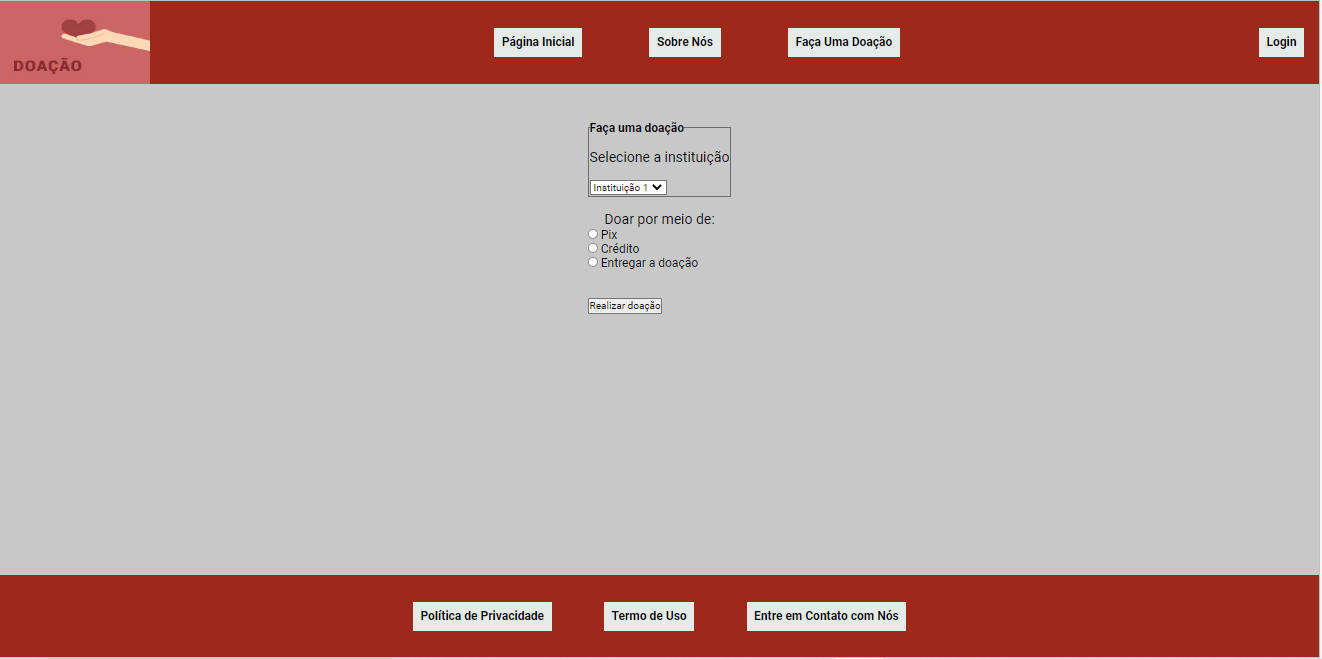 DOAÇÃO
Página Inicial
Sobre Nós
Faça Uma Doação
Login
Faça uma doação
Selecione a instituição
Instituição 1
Doar por meio de:
Pix
Crédito
Entregar a doação
Realizar doação
Política de Privacidade
Termo de Uso
Entre em Contato com Nós